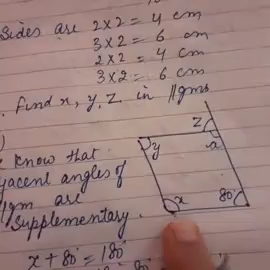 Sides are 2 x 2 = 4 cm
3 x 2 = 6 cm
2 x 2 = 4 cm
3 x 2 = 6 cm
. Find x, y, z in ||gms
)
know that
jacent angles of
gm are
supplementary.
z
y
a
x
80°
x + 80° = 180°